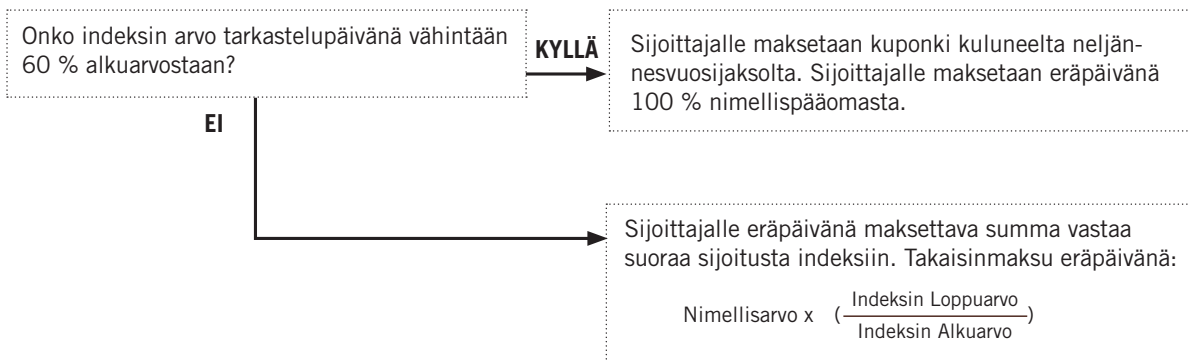 Onko indeksin arvo tarkastelupäivänä vähintään
60 % alkuarvostaan?
KYLLÄ
Sijoittajalle maksetaan kuponki kuluneelta neljän-
nesvuosijaksolta. Sijoittajalle maksetaan eräpäivänä
100 % nimellispääomasta.
EI
Sijoittajalle eräpäivänä maksettava summa vastaa
suoraa sijoitusta indeksiin. Takaisinmaksu eräpäivänä:
Nimellisarvo x (Indeksin Loppuarvo
Indeksin Alkuarvo)